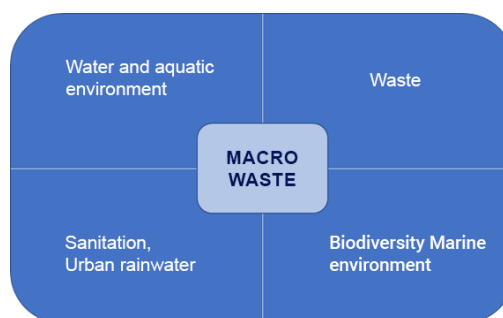 Water and aquatic
environment
Waste
MACRO
WASTE
Sanitation,
Urban rainwater
Biodiversity Marine
environment